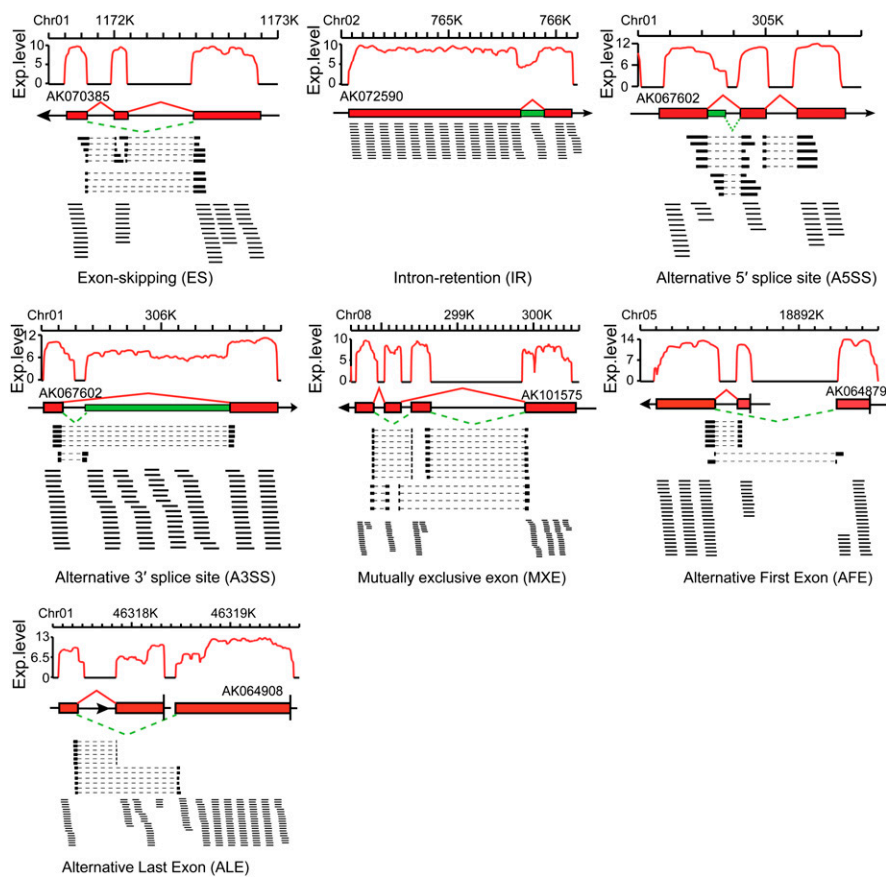 Chr01 1172K 1173K
Exp.level
10
5
0
AK070385
Exon-skipping (ES)
Chr02 765K 766K
Exp.level
10
5
0
AK072590
Intron-retention (IR)
Chr01 305K
Exp.level
12
6
0
AK067602
Alternative 5′ splice site (A5SS)
Chr01 306K
Exp.level
12
6
0
AK067602
Alternative 3′ splice site (A3SS)
Chr08 299K 300K
Exp.level
10
5
0
AK101575
Mutually exclusive exon (MXE)
Chr05 18892K
Exp.level
14
7
0
AK064879
Alternative First Exon (AFE)
Chr01 46318K 46319K
Exp.level
13
6.5
0
AK064908
Alternative Last Exon (ALE)